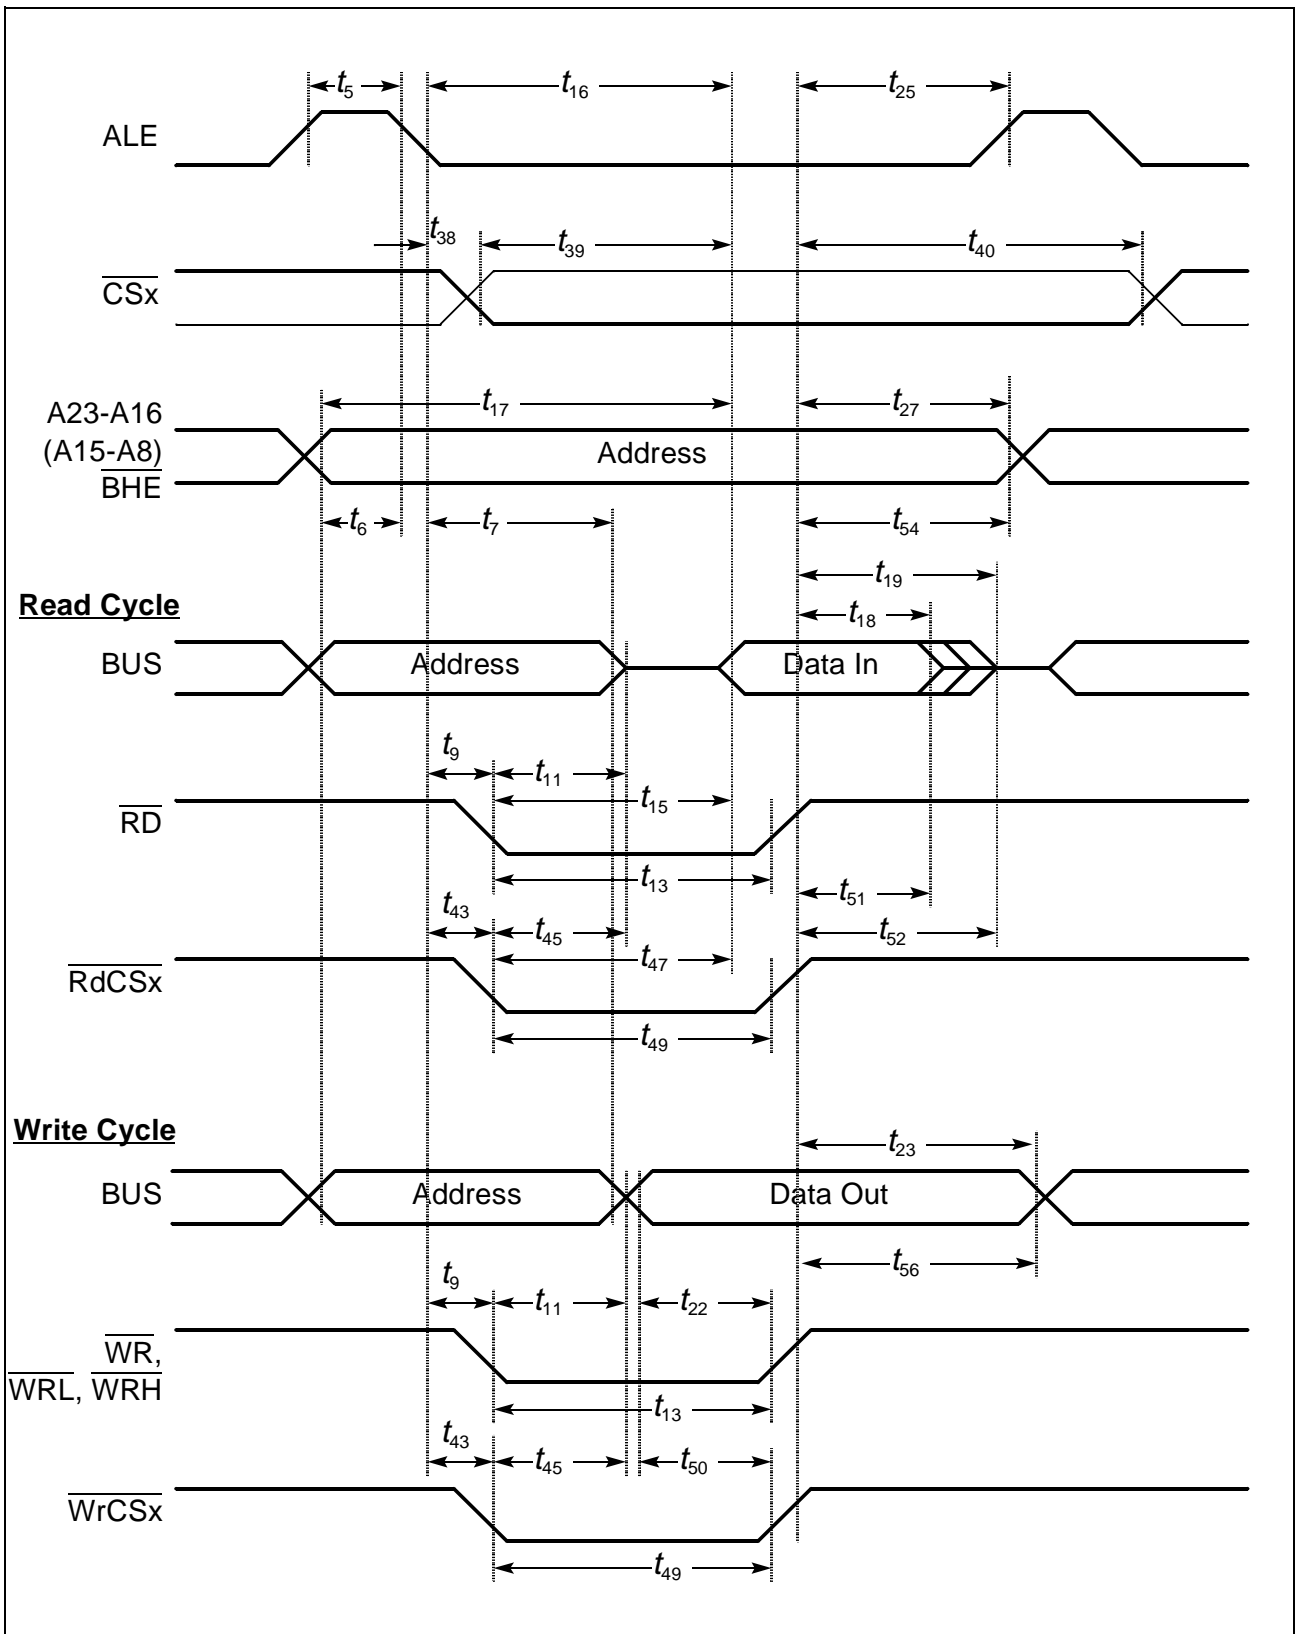 t5 t16 t25
ALE
t38 t39 t40
CSx
t17 t27
A23-A16
(A15-A8) Address
BHE
t6 t7 t54
t19
Read Cycle
t18
BUS Address Data In
t9 t11
t15
RD
t13 t51
t43 t45 t52
t47
RdCSx
t49
Write Cycle
t23
BUS Address Data Out
t56
t9 t11 t22
WR,
WRL, WRH
t13
t43 t45 t50
WrCSx
t49